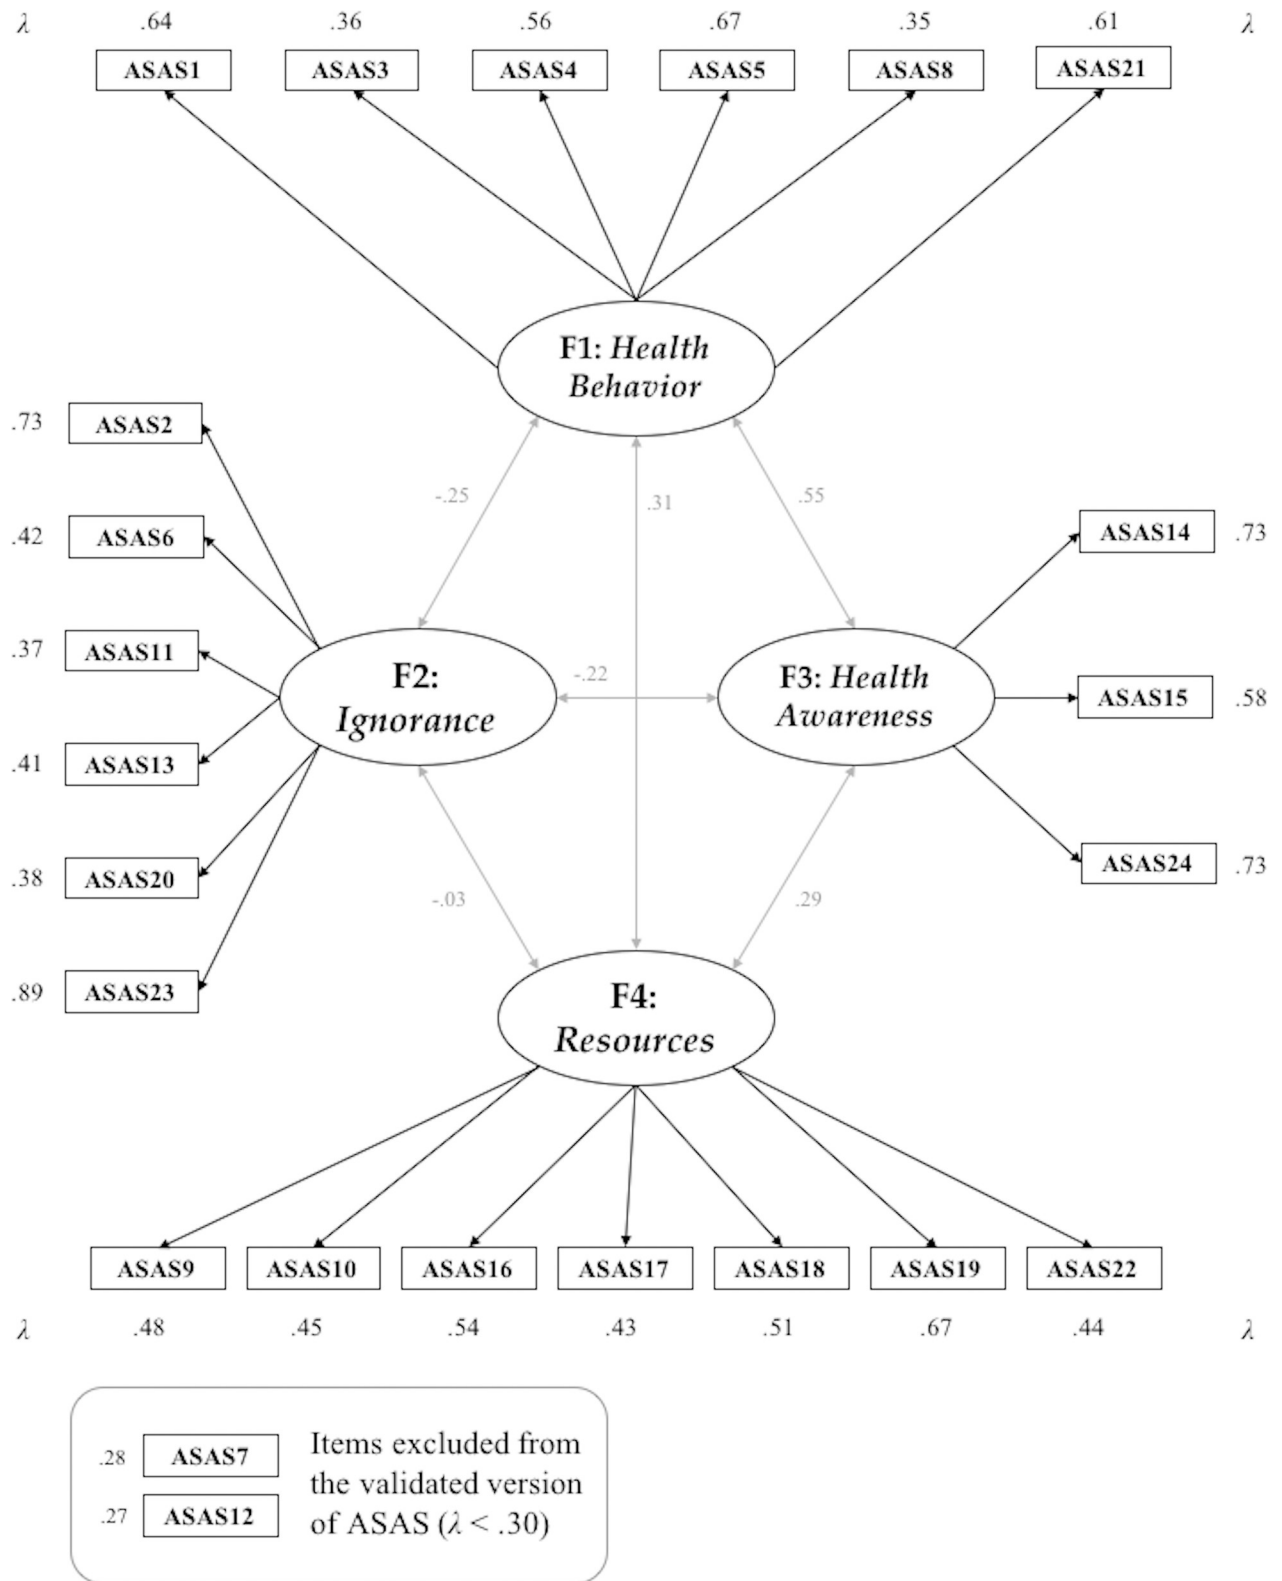 λ .64 .36 .56 .67 .35 .61 λ
ASAS1 ASAS3 ASAS4 ASAS5 ASAS8 ASAS21
F1: Health
Behavior
.73 ASAS2
-.25 .31 .55
.42 ASAS6
ASAS14 .73
.37 ASAS11
F2:
Ignorance
-.22
F3: Health
Awareness
ASAS15 .58
.41 ASAS13
.38 ASAS20
ASAS24 .73
-.03 .29
.89 ASAS23
F4:
Resources
ASAS9 ASAS10 ASAS16 ASAS17 ASAS18 ASAS19 ASAS22
λ .48 .45 .54 .43 .51 .67 .44 λ
.28 ASAS7
.27 ASAS12
Items excluded from
the validated version
of ASAS (λ < .30)